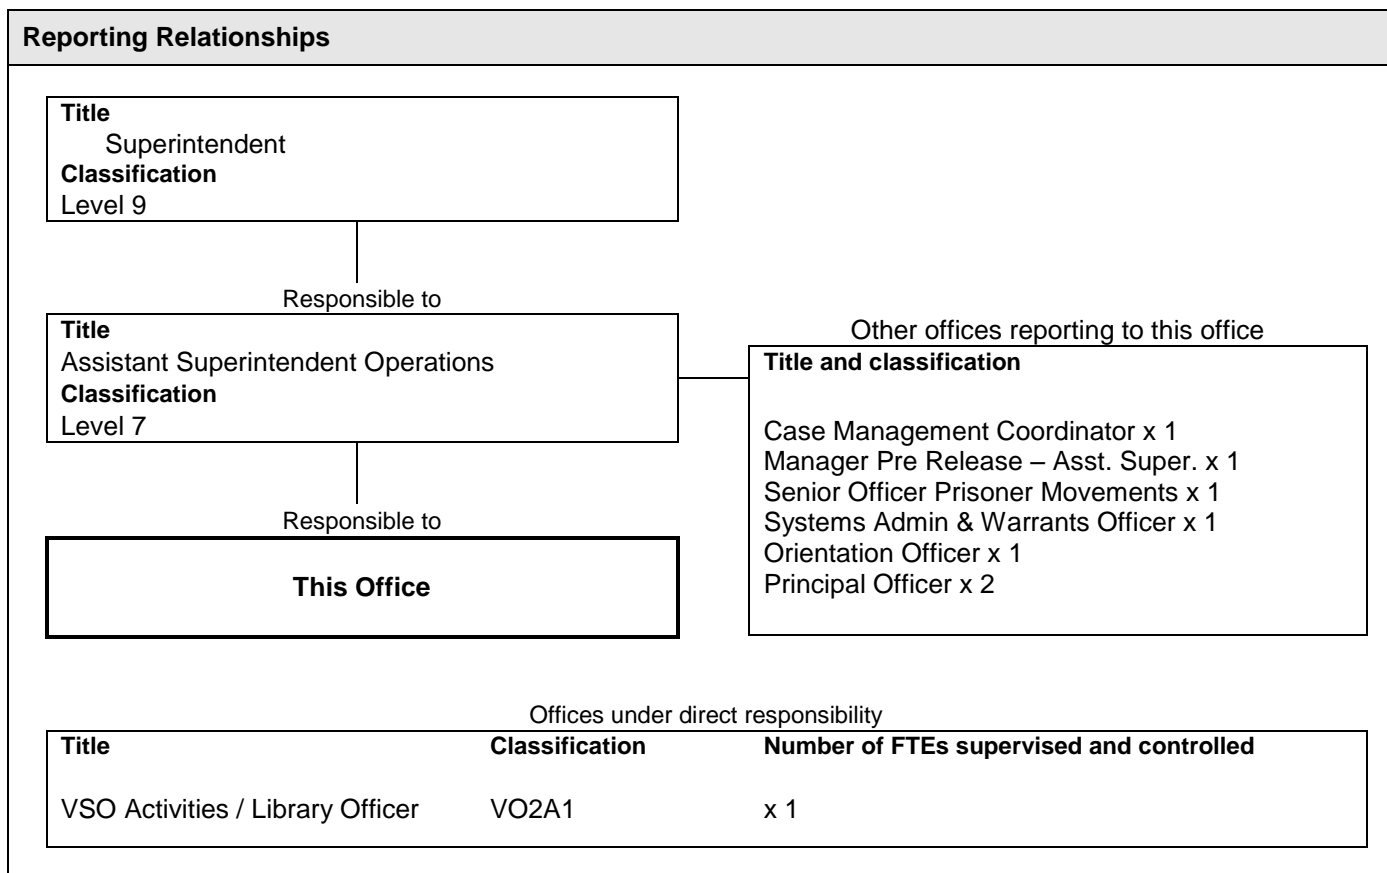 Reporting Relationships
Title
Superintendent
Classification
Level 9
Responsible to
Title
Assistant Superintendent Operations
Classification
Level 7
Other offices reporting to this office
Title and classification
Case Management Coordinator x 1
Manager Pre Release – Asst. Super. x 1
Senior Officer Prisoner Movements x 1
Systems Admin & Warrants Officer x 1
Orientation Officer x 1
Principal Officer x 2
Responsible to
This Office
Offices under direct responsibility
Title Classification Number of FTEs supervised and controlled
VSO Activities / Library Officer VO2A1 x 1